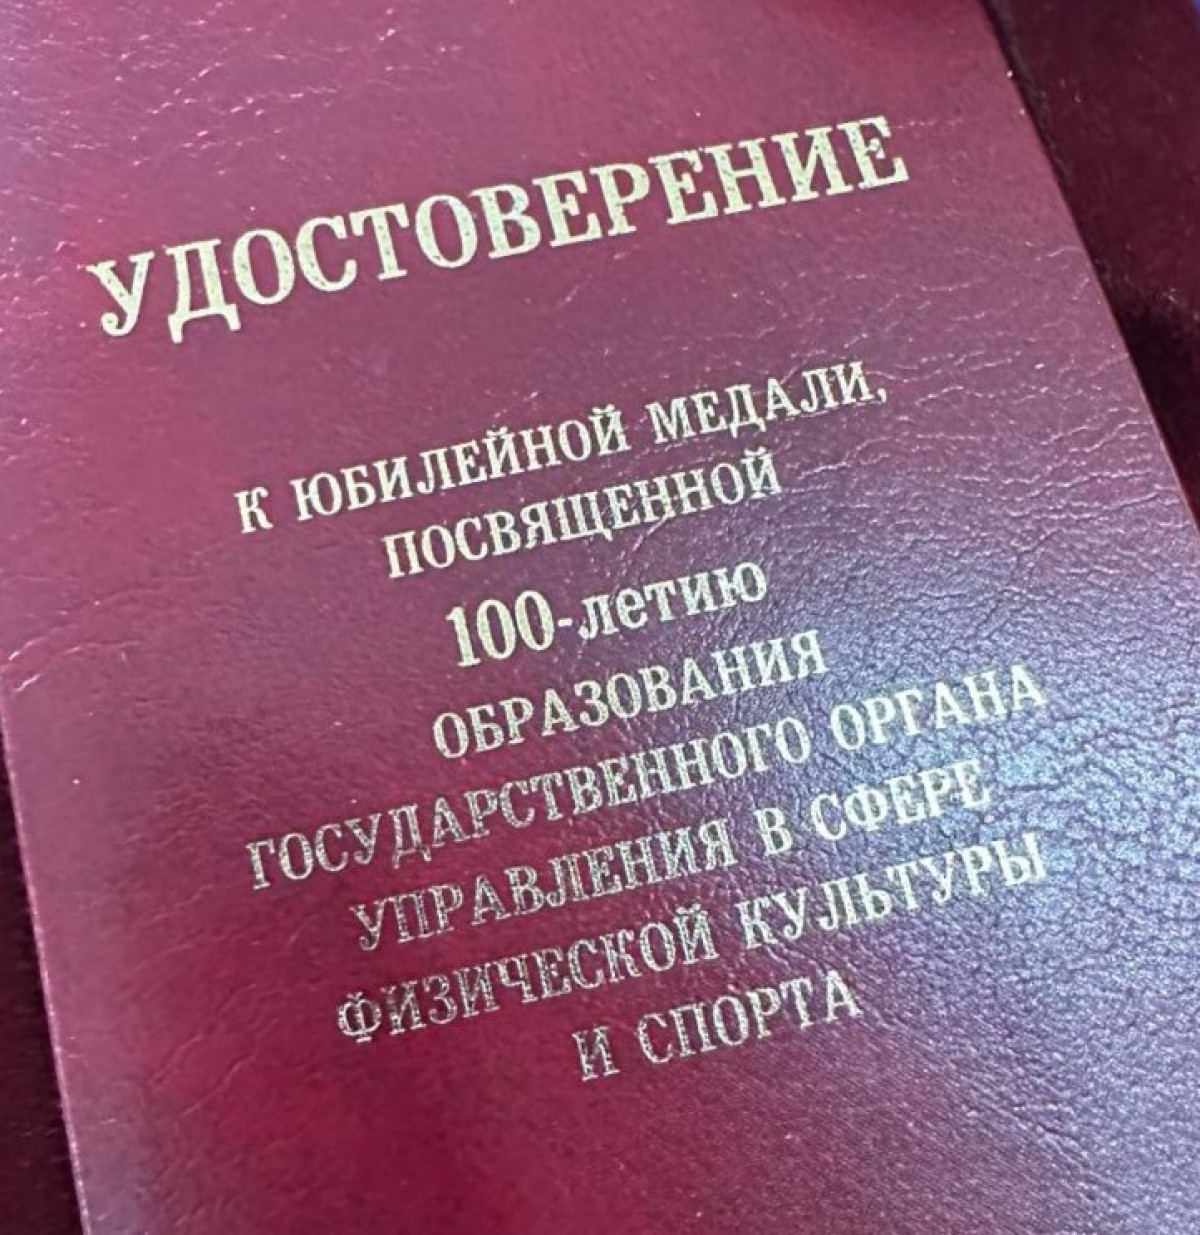 УДОСТОВЕРЕНИЕ
К ЮБИЛЕЙНОЙ МЕДАЛИ,
ПОСВЯЩЕННОЙ
100-летию
ОБРАЗОВАНИЯ
ГОСУДАРСТВЕННОГО ОРГАНА
УПРАВЛЕНИЯ В СФЕРЕ
ФИЗИЧЕСКОЙ КУЛЬТУРЫ
И СПОРТА